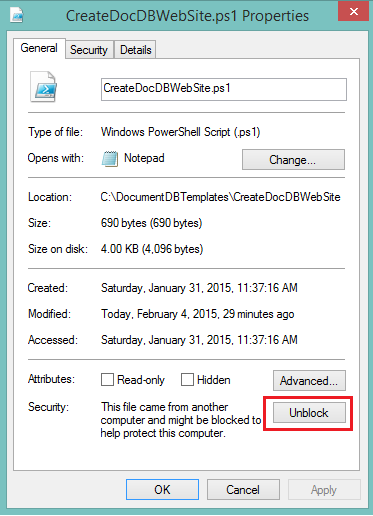 CreateDocDBWebSite.ps1 Properties
General Security Details
CreateDocDBWebSite.ps1
Type of file: Windows PowerShell Script (.ps1)
Opens with: Notepad Change...
Location: C:\DocumentDBTemplates\CreateDocDBWebSite
Size: 690 bytes (690 bytes)
Size on disk: 4.00 KB (4,096 bytes)
Created: Saturday, January 31, 2015, 11:37:16 AM
Modified: Today, February 4, 2015, 29 minutes ago
Accessed: Saturday, January 31, 2015, 11:37:16 AM
Attributes: Read-only Hidden Advanced...
Security: This file came from another
computer and might be blocked to
help protect this computer.
Unblock
OK Cancel Apply